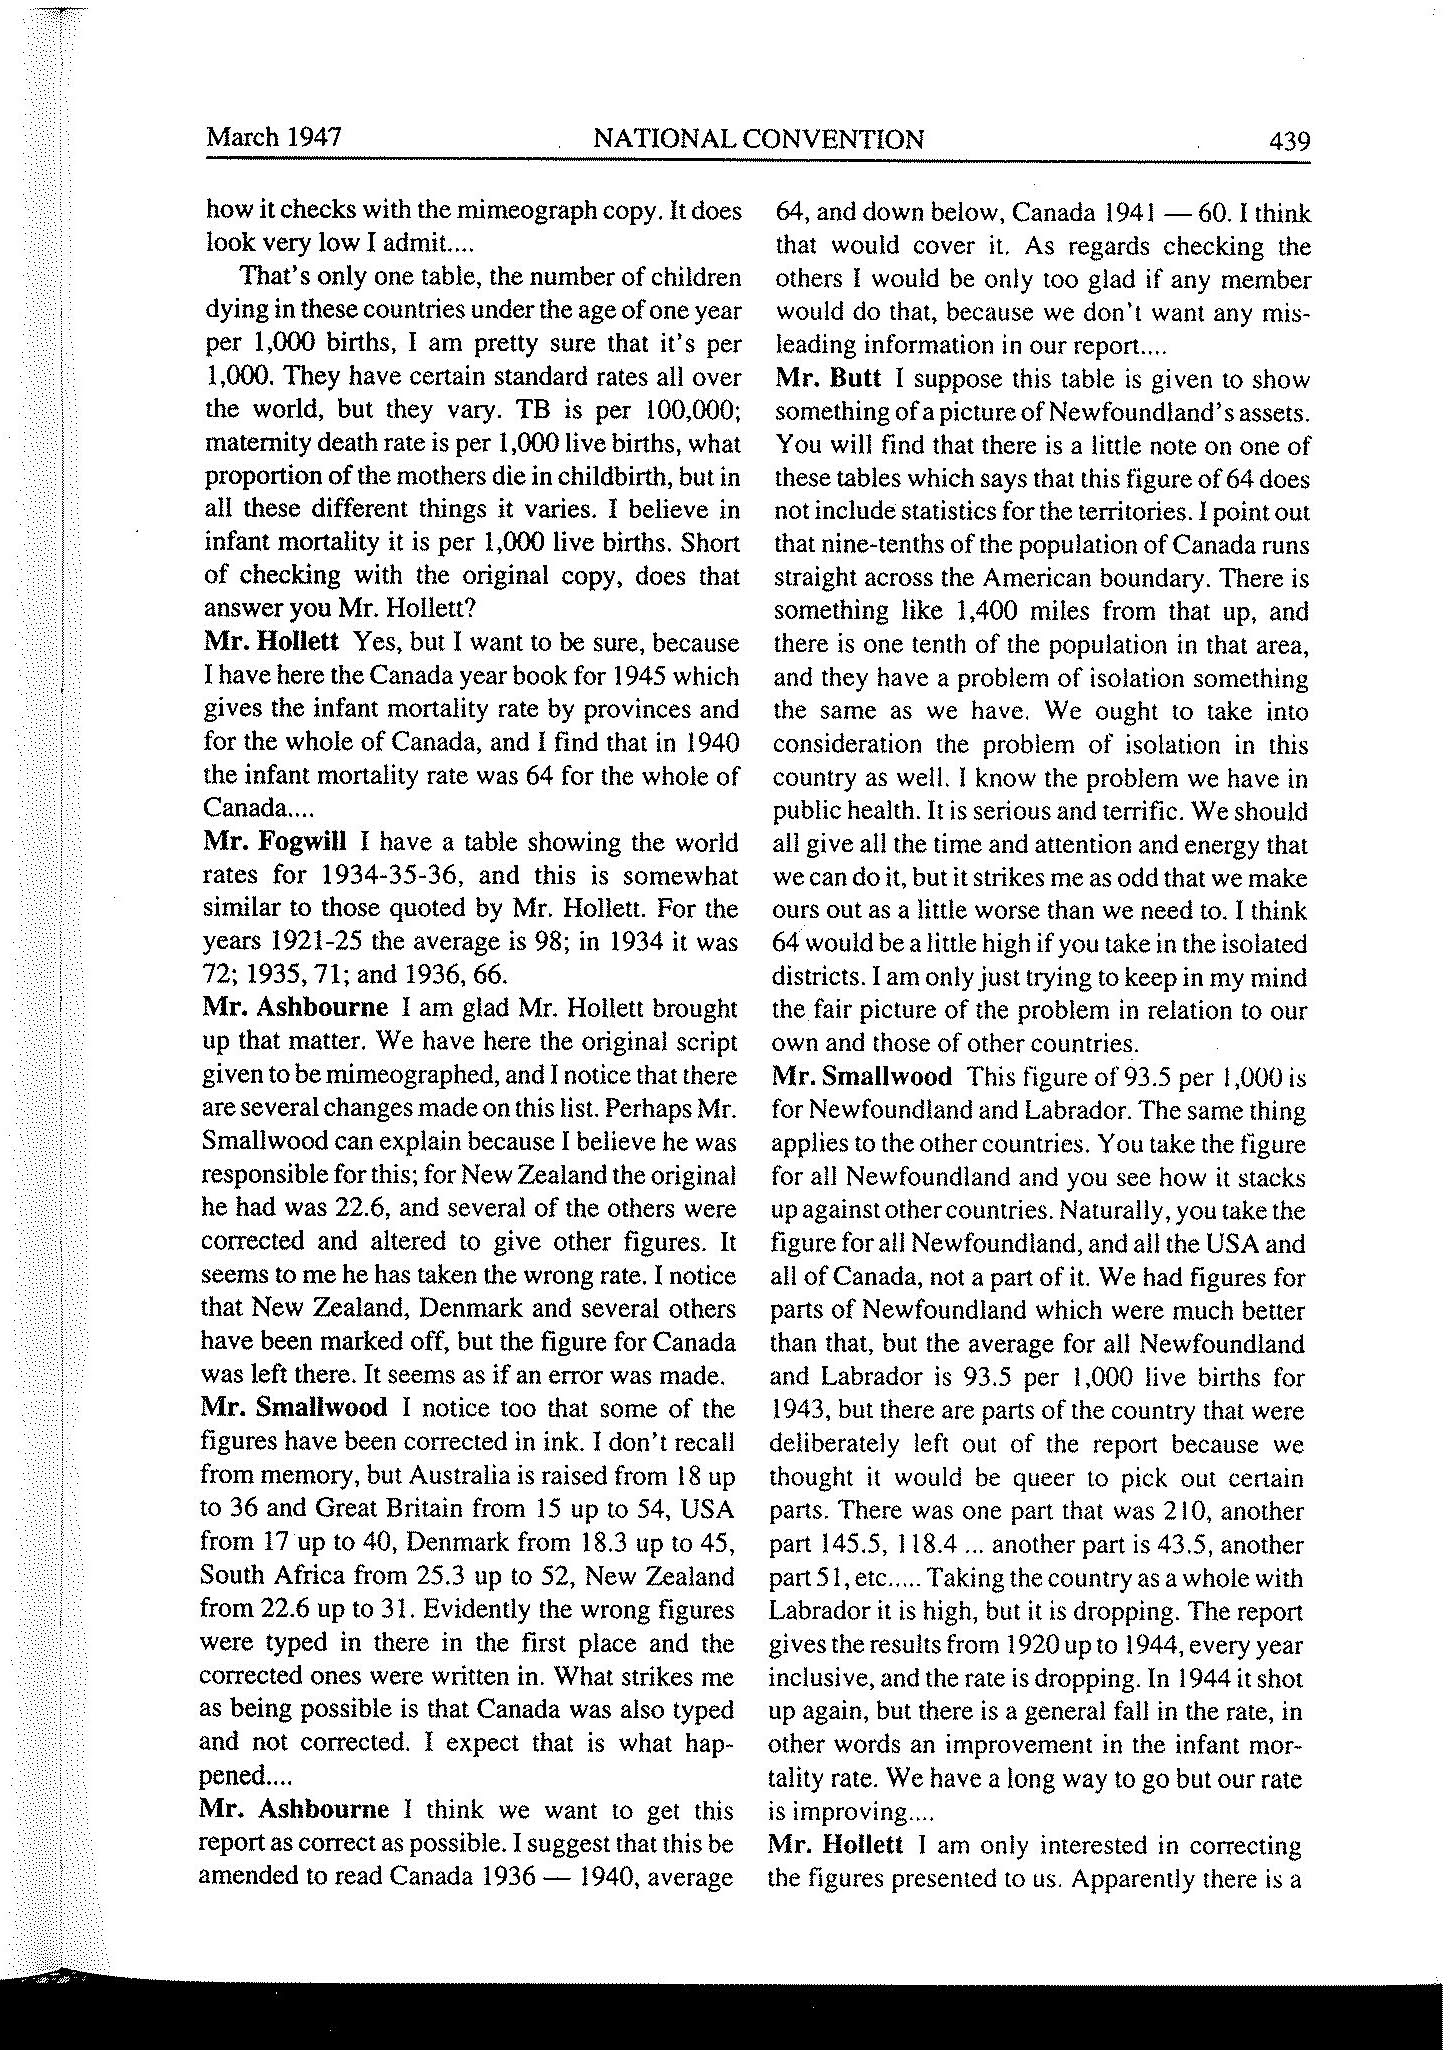 March 1947 NATIONAL CONVENTION 439
how it checks with the mimeograph copy. It does
look very low I admit....
That's only one table, the number of children
dying in these countries under the age of one year
per 1,000 births, I am pretty sure that it's per
1,000. They have certain standard rates all over
the world, but they vary. TB is per 100,000;
maternity death rate is per 1,000 live births, what
proportion of the mothers die in childbirth, but in
all these different things it varies. I believe in
infant mortality it is per 1,000 live births. Short
of checking with the original copy, does that
answer you Mr. Hollett?
Mr. Hollett Yes, but I want to be sure, because
I have here the Canada year book for 1945 which
gives the infant mortality rate by provinces and
for the whole of Canada, and I find that in 1940
the infant mortality rate was 64 for the whole of
Canada....
Mr. Fogwill I have a table showing the world
rates for 1934-35-36, and this is somewhat
similar to those quoted by Mr. Hollett. For the
years 1921-25 the average is 98; in 1934 it was
72; 1935, 71; and 1936, 66.
Mr. Ashbourne I am glad Mr. Hollett brought
up that matter. We have here the original script
given to be mimeographed, and I notice that there
are several changes made on this list. Perhaps Mr.
Smallwood can explain because I believe he was
responsible for this; for New Zealand the original
he had was 22.6, and several of the others were
corrected and altered to give other figures. It
seems to me he has taken the wrong rate. I notice
that New Zealand, Denmark and several others
have been marked off, but the figure for Canada
was left there. It seems as if an error was made.
Mr. Smallwood I notice too that some of the
figures have been corrected in ink. I don't recall
from memory, but Australia is raised from 18 up
to 36 and Great Britain from 15 up to 54, USA
from 17 up to 40, Denmark from 18.3 up to 45,
South Africa from 25.3 up to 52, New Zealand
from 22.6 up to 31. Evidently the wrong figures
were typed in there in the first place and the
corrected ones were written in. What strikes me
as being possible is that Canada was also typed
and not corrected. I expect that is what hap-
pened....
Mr. Ashbourne I think we want to get this
report as correct as possible. I suggest that this be
amended to read Canada 1936 — 1940, average
64, and down below, Canada 1941 — 60. I think
that would cover it. As regards checking the
others I would be only too glad if any member
would do that, because we don't want any mis-
leading information in our report....
Mr. Butt I suppose this table is given to show
something of a picture of Newfoundland's assets.
You will find that there is a little note on one of
these tables which says that this figure of 64 does
not include statistics for the territories. I point out
that nine-tenths of the population of Canada runs
straight across the American boundary. There is
something like 1,400 miles from that up, and
there is one tenth of the population in that area,
and they have a problem of isolation something
the same as we have. We ought to take into
consideration the problem of isolation in this
country as well. I know the problem we have in
public health. It is serious and terrific. We should
all give all the time and attention and energy that
we can do it, but it strikes me as odd that we make
ours out as a little worse than we need to. I think
64 would be a little high if you take in the isolated
districts. I am only just trying to keep in my mind
the fair picture of the problem in relation to our
own and those of other countries.
Mr. Smallwood This figure of 93.5 per 1,000 is
for Newfoundland and Labrador. The same thing
applies to the other countries. You take the figure
for all Newfoundland and you see how it stacks
up against other countries. Naturally, you take the
figure for all Newfoundland, and all the USA and
all of Canada, not a part of it. We had figures for
parts of Newfoundland which were much better
than that, but the average for all Newfoundland
and Labrador is 93.5 per 1,000 live births for
1943, but there are parts of the country that were
deliberately left out of the report because we
thought it would be queer to pick out certain
parts. There was one part that was 210, another
part 145.5, 118.4 ... another part is 43.5, another
part 51, etc..... Taking the country as a whole with
Labrador it is high, but it is dropping. The report
gives the results from 1920 up to 1944, every year
inclusive, and the rate is dropping. In 1944 it shot
up again, but there is a general fall in the rate, in
other words an improvement in the infant mor-
tality rate. We have a long way to go but our rate
is improving....
Mr. Hollett I am only interested in correcting
the figures presented to us. Apparently there is a